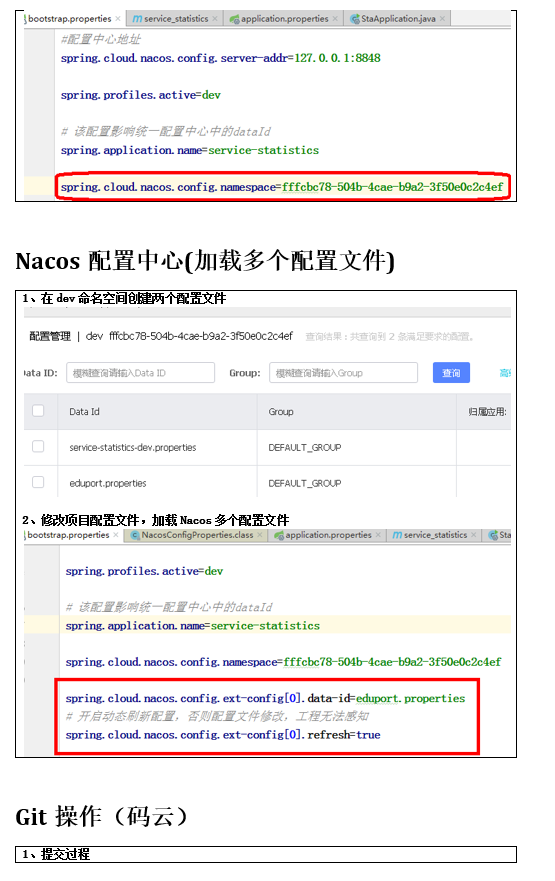 bootstrap.properties × service_statistics × application.properties × StaApplication.java ×
#配置中心地址
spring.cloud.nacos.config.server-addr=127.0.0.1:8848
spring.profiles.active=dev
# 该配置影响统一配置中心中的dataId
spring.application.name=service-statistics
spring.cloud.nacos.config.namespace=fffcbc78-504b-4cae-b9a2-3f50e0c2c4ef
Nacos 配置中心(加载多个配置文件)
1、在 dev 命名空间创建两个配置文件
配置管理 | dev fffcbc78-504b-4cae-b9a2-3f50e0c2c4ef 查询结果：共查询到 2 条满足要求的配置。
Data ID: 模糊查询请输入Data ID Group: 模糊查询请输入Group 查询
Data Id Group 归属应用:
service-statistics-dev.properties DEFAULT_GROUP
eduport.properties DEFAULT_GROUP
2、修改项目配置文件，加载 Nacos 多个配置文件
bootstrap.properties × NacosConfigProperties.class × application.properties × service_statistics × Sta
spring.profiles.active=dev
# 该配置影响统一配置中心中的dataId
spring.application.name=service-statistics
spring.cloud.nacos.config.namespace=fffcbc78-504b-4cae-b9a2-3f50e0c2c4ef
spring.cloud.nacos.config.ext-config[0].data-id=eduport.properties
# 开启动态刷新配置，否则配置文件修改，工程无法感知
spring.cloud.nacos.config.ext-config[0].refresh=true
Git 操作（码云）
1、提交过程